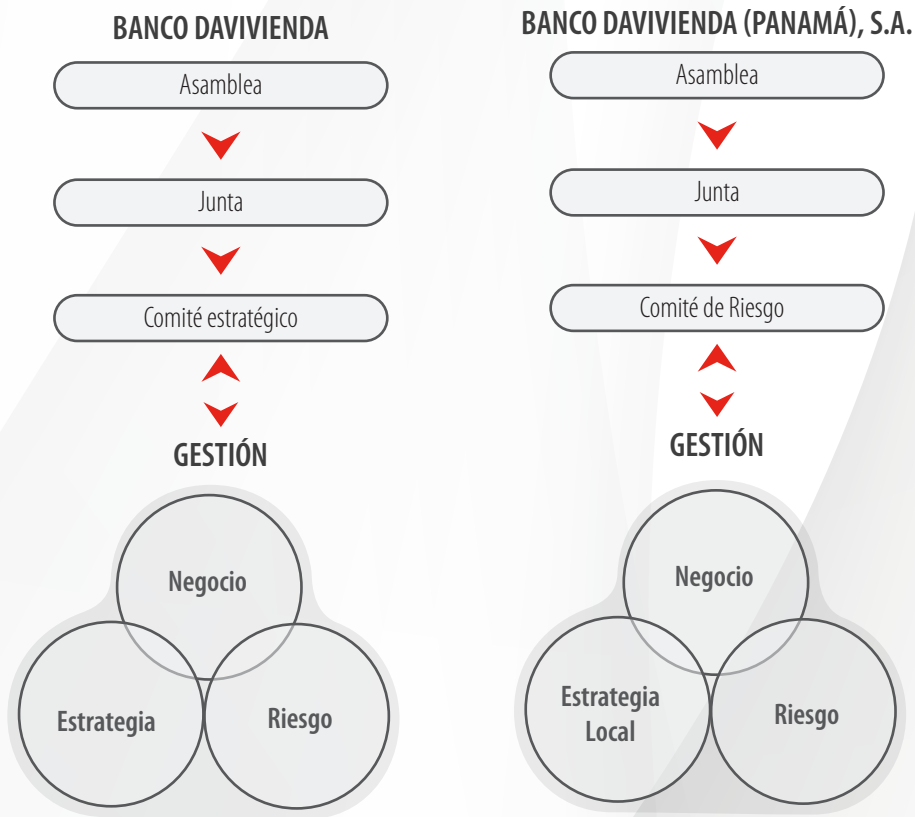 BANCO DAVIVIENDA
Asamblea
Junta
Comité estratégico
GESTIÓN
Negocio
Estrategia
Riesgo
BANCO DAVIVIENDA (PANAMÁ), S.A.
Asamblea
Junta
Comité de Riesgo
GESTIÓN
Negocio
Estrategia
Local
Riesgo